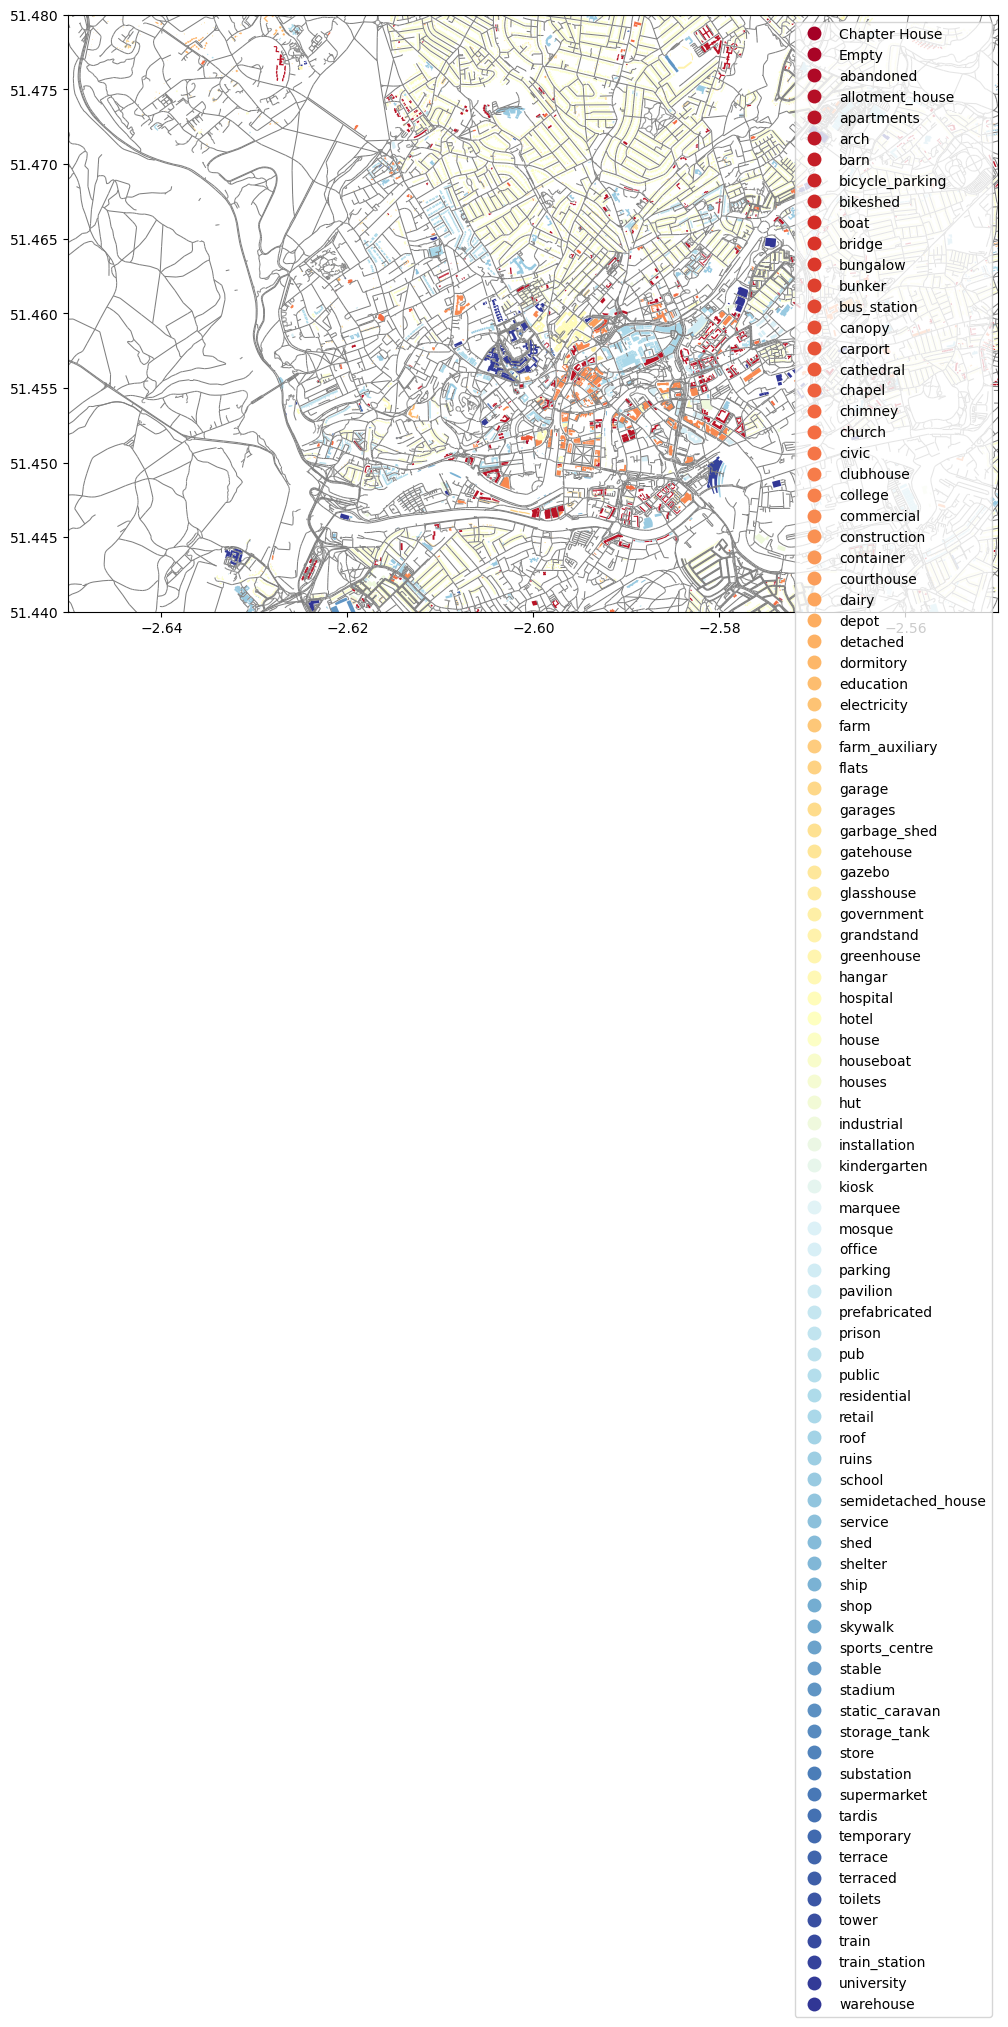 51.480
51.475
51.470
51.465
51.460
51.455
51.450
51.445
51.440
−2.64
−2.62
−2.60
−2.58
−2.56
Chapter House
Empty
abandoned
allotment_house
apartments
arch
barn
bicycle_parking
bikeshed
boat
bridge
bungalow
bunker
bus_station
canopy
carport
cathedral
chapel
chimney
church
civic
clubhouse
college
commercial
construction
container
courthouse
dairy
depot
detached
dormitory
education
electricity
farm
farm_auxiliary
flats
garage
garages
garbage_shed
gatehouse
gazebo
glasshouse
government
grandstand
greenhouse
hangar
hospital
hotel
house
houseboat
houses
hut
industrial
installation
kindergarten
kiosk
marquee
mosque
office
parking
pavilion
prefabricated
prison
pub
public
residential
retail
roof
ruins
school
semidetached_house
service
shed
shelter
ship
shop
skywalk
sports_centre
stable
stadium
static_caravan
storage_tank
store
substation
supermarket
tardis
temporary
terrace
terraced
toilets
tower
train
train_station
university
warehouse